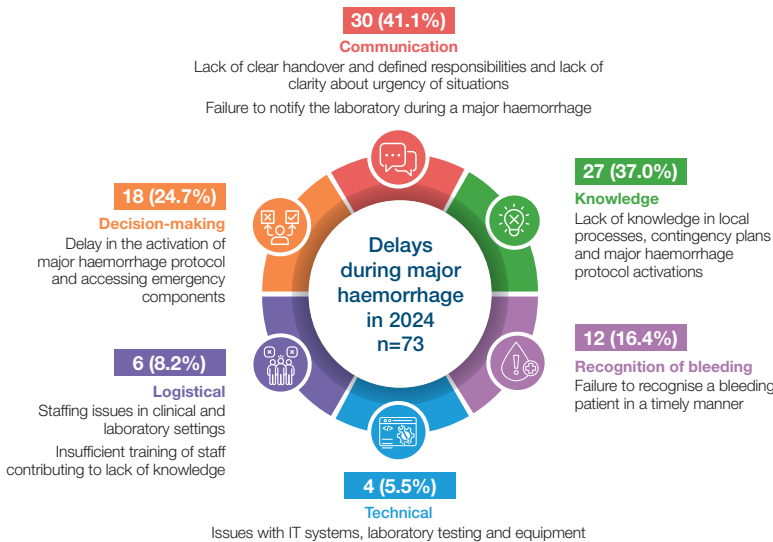 30 (41.1%)
Communication
Lack of clear handover and defined responsibilities and lack of
clarity about urgency of situations
Failure to notify the laboratory during a major haemorrhage
27 (37.0%)
Knowledge
Lack of knowledge in local
processes, contingency plans
and major haemorrhage
protocol activations
12 (16.4%)
Recognition of bleeding
Failure to recognise a bleeding
patient in a timely manner
4 (5.5%)
Technical
Issues with IT systems, laboratory testing and equipment
6 (8.2%)
Logistical
Staffing issues in clinical and
laboratory settings
Insufficient training of staff
contributing to lack of knowledge
18 (24.7%)
Decision-making
Delay in the activation of
major haemorrhage protocol
and accessing emergency
components
Delays
during major
haemorrhage
in 2024
n=73